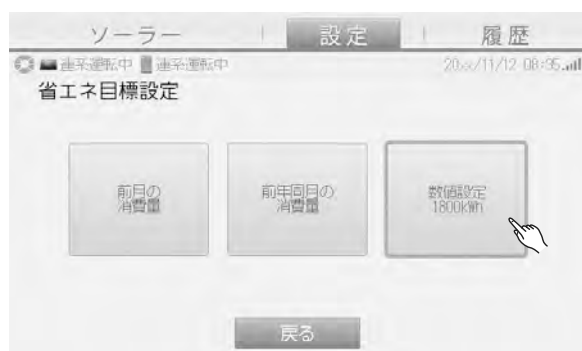 ソーラー 設定 履歴
連系運転中 連系運転中 20xx/11/12 08:35
省エネ目標設定
前月の
消費量
前年同月の
消費量
数値設定
1800kWh
戻る